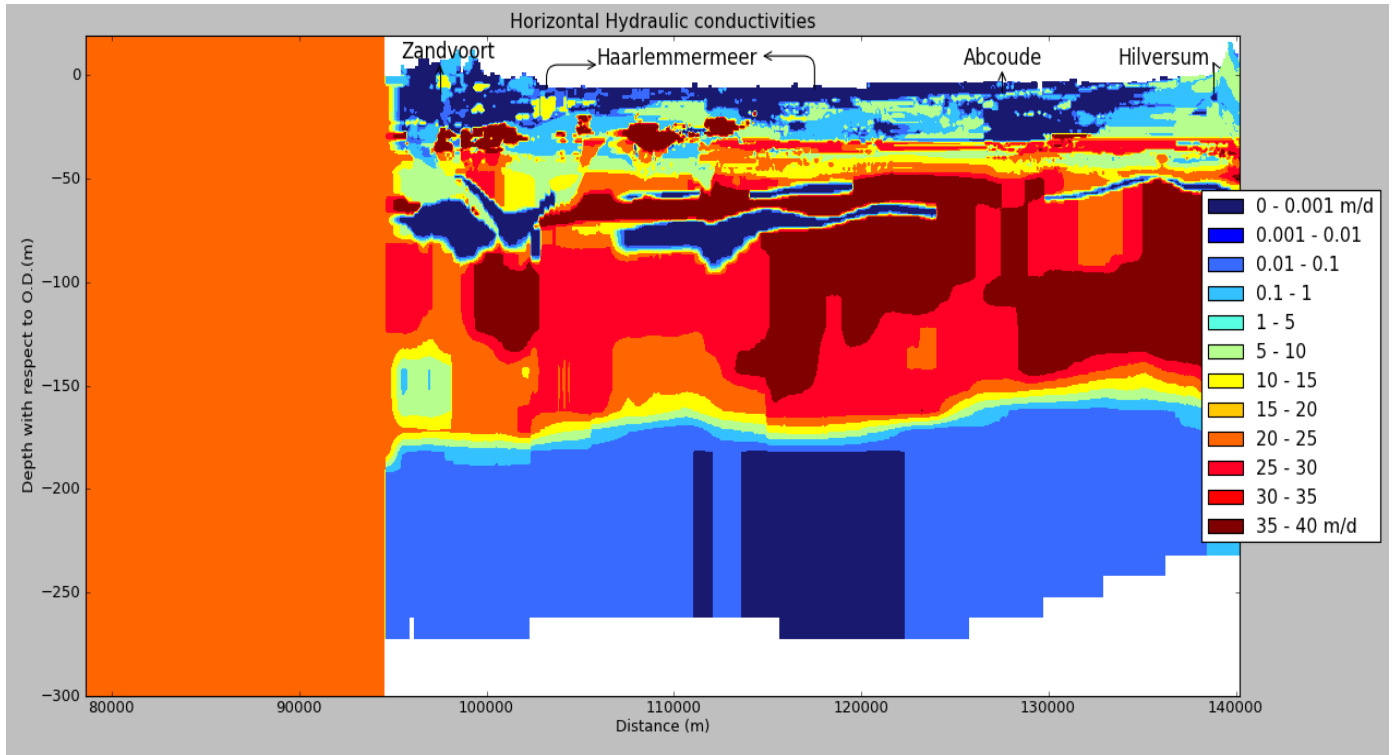 Horizontal Hydraulic conductivities
Zandvoort
Haarlemmermeer
Abcoude
Hilversum
Depth with respect to O.D.(m)
0
−50
−100
−150
−200
−250
−300
80000
90000
100000
110000
120000
130000
140000
Distance (m)
0 - 0.001 m/d
0.001 - 0.01
0.01 - 0.1
0.1 - 1
1 - 5
5 - 10
10 - 15
15 - 20
20 - 25
25 - 30
30 - 35
35 - 40 m/d